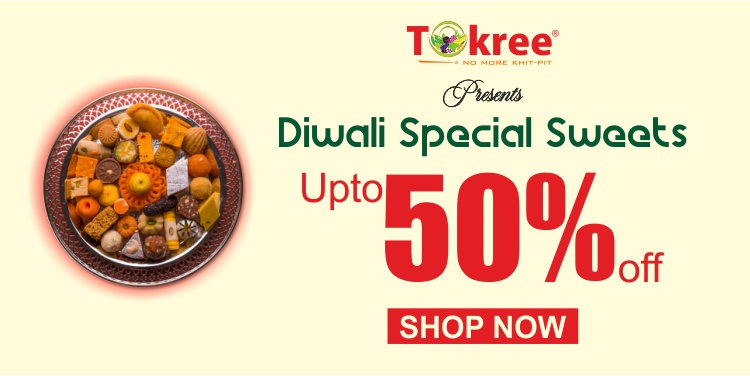 Tokree®
NO MORE KHIT-PIT
Presents
Diwali Special Sweets
Upto 50% off
SHOP NOW